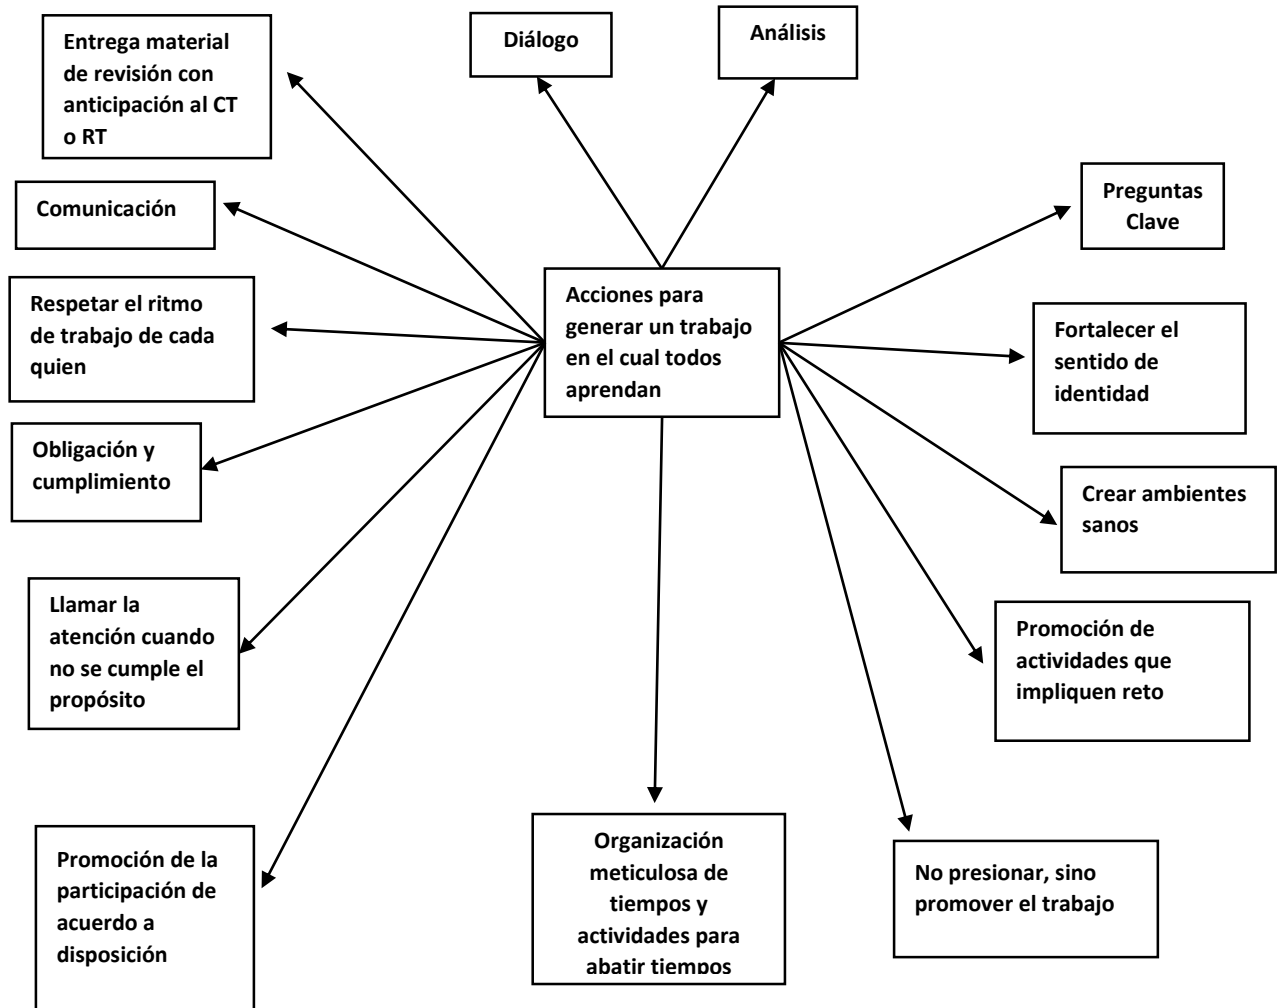 Entrega material
de revisión con
anticipación al CT
o RT
Diálogo
Análisis
Comunicación
Preguntas
Clave
Respetar el ritmo
de trabajo de cada
quien
Acciones para
generar un trabajo
en el cual todos
aprendan
Fortalecer el
sentido de
identidad
Obligación y
cumplimiento
Crear ambientes
sanos
Llamar la
atención cuando
no se cumple el
propósito
Promoción de
actividades que
impliquen reto
Promoción de la
participación de
acuerdo a
disposición
Organización
meticulosa de
tiempos y
actividades para
abatir tiempos
No presionar, sino
promover el trabajo